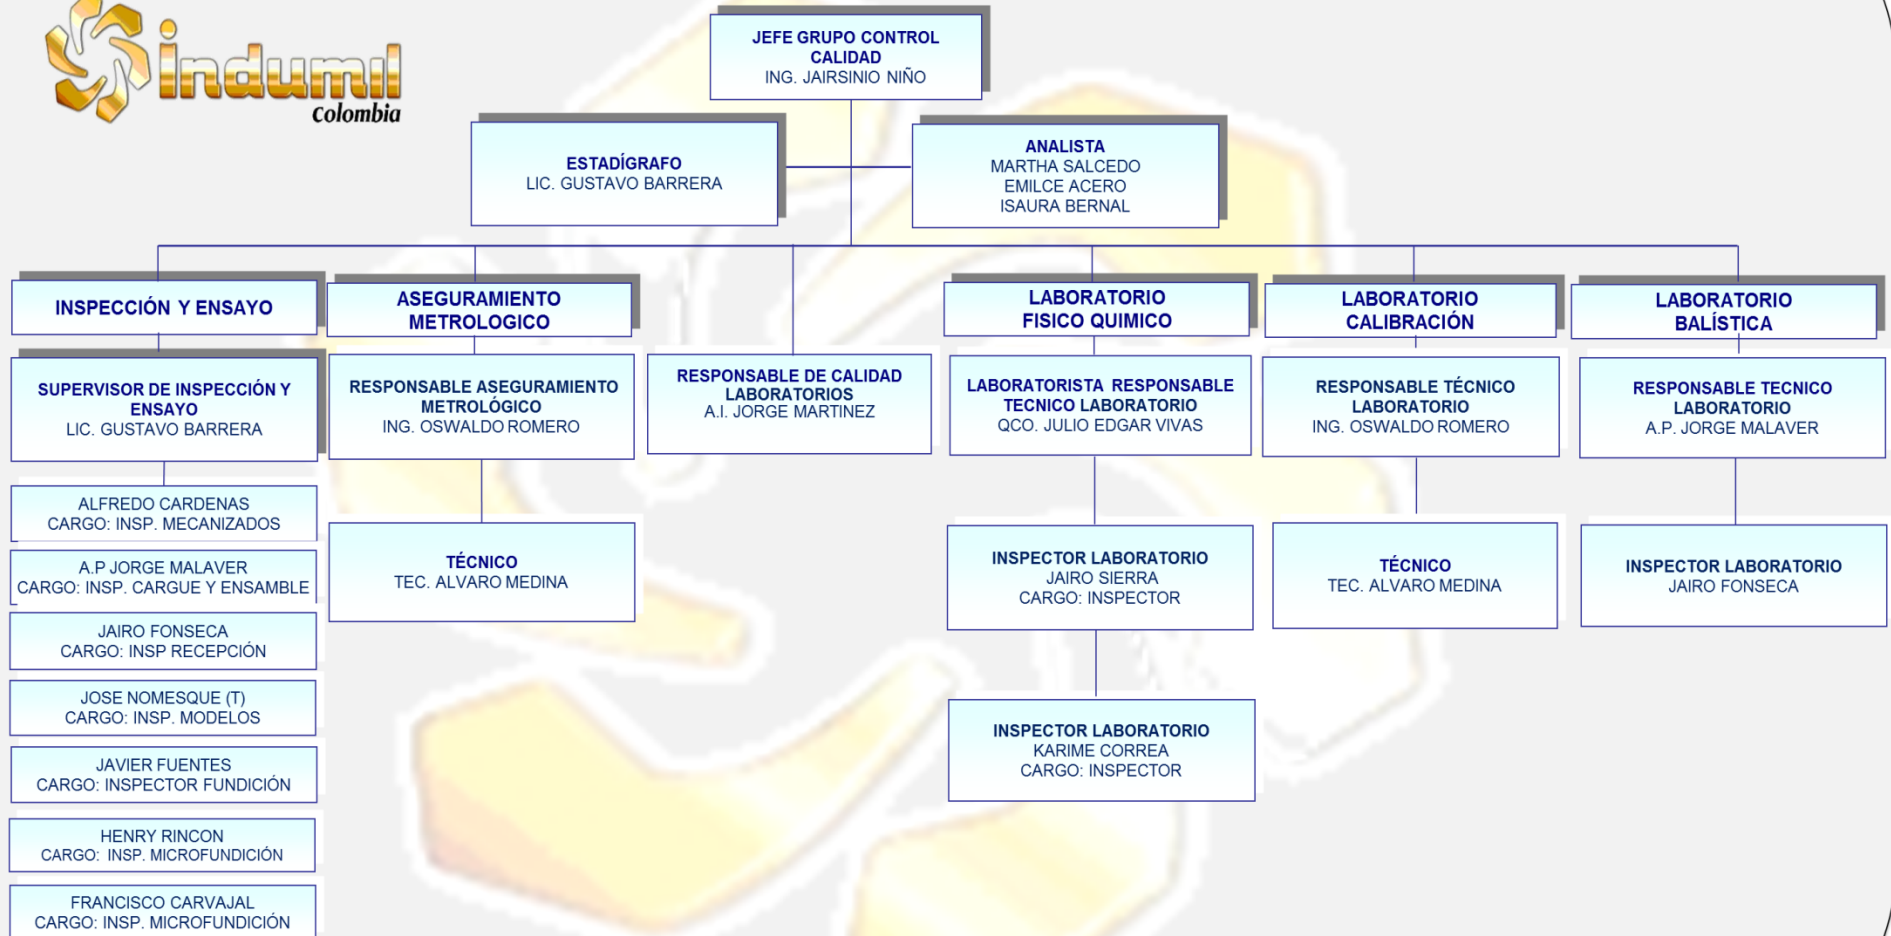 indumil
Colombia
JEFE GRUPO CONTROL
CALIDAD
ING. JAIRSINIO NIÑO
ESTADÍGRAFO
LIC. GUSTAVO BARRERA
ANALISTA
MARTHA SALCEDO
EMILCE ACERO
ISAURA BERNAL
INSPECCIÓN Y ENSAYO
SUPERVISOR DE INSPECCIÓN Y
ENSAYO
LIC. GUSTAVO BARRERA
ALFREDO CARDENAS
CARGO: INSP. MECANIZADOS
A.P JORGE MALAVER
CARGO: INSP. CARGUE Y ENSAMBLE
JAIRO FONSECA
CARGO: INSP RECEPCIÓN
JOSE NOMESQUE (T)
CARGO: INSP. MODELOS
JAVIER FUENTES
CARGO: INSPECTOR FUNDICIÓN
HENRY RINCON
CARGO: INSP. MICROFUNDICIÓN
FRANCISCO CARVAJAL
CARGO: INSP. MICROFUNDICIÓN
ASEGURAMIENTO
METROLOGICO
RESPONSABLE ASEGURAMIENTO
METROLÓGICO
ING. OSWALDO ROMERO
TÉCNICO
TEC. ALVARO MEDINA
RESPONSABLE DE CALIDAD
LABORATORIOS
A.I. JORGE MARTINEZ
LABORATORIO
FISICO QUIMICO
LABORATORISTA RESPONSABLE
TECNICO LABORATORIO
QCO. JULIO EDGAR VIVAS
INSPECTOR LABORATORIO
JAIRO SIERRA
CARGO: INSPECTOR
INSPECTOR LABORATORIO
KARIME CORREA
CARGO: INSPECTOR
LABORATORIO
CALIBRACIÓN
RESPONSABLE TÉCNICO
LABORATORIO
ING. OSWALDO ROMERO
TÉCNICO
TEC. ALVARO MEDINA
LABORATORIO
BALÍSTICA
RESPONSABLE TECNICO
LABORATORIO
A.P. JORGE MALAVER
INSPECTOR LABORATORIO
JAIRO FONSECA